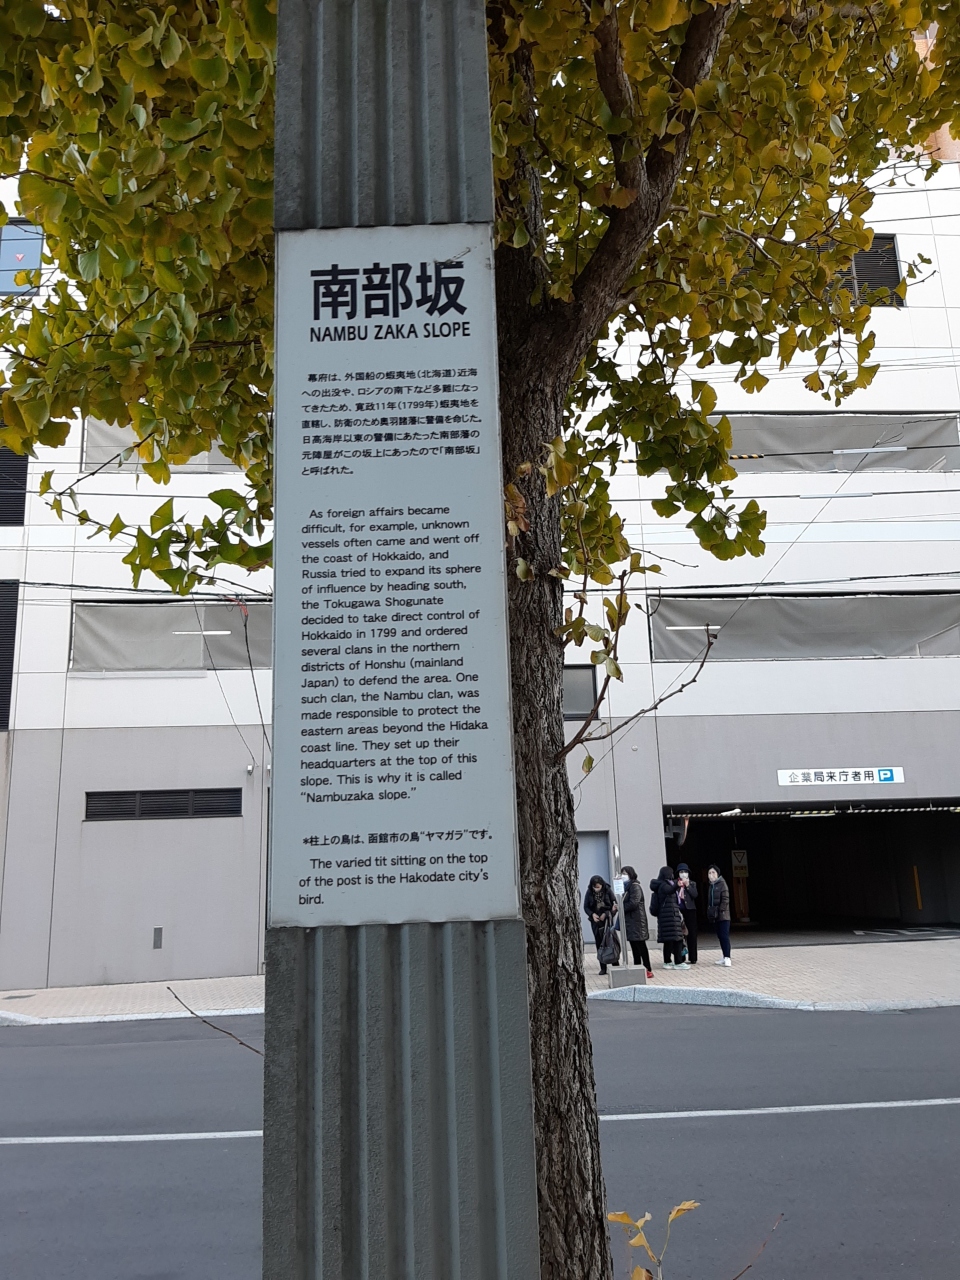 南部坂
NAMBU ZAKA SLOPE
幕府は、外国船の蝦夷地(北海道)近海
への出没や、ロシアの南下など多難になっ
てきたため、寛政11年(1799年)蝦夷地を
直轄し、防衛のため奥羽諸藩に警備を命じた。
日高海岸以東の警備にあたった南部藩の
元陣屋がこの坂上にあったので「南部坂」
と呼ばれた。
As foreign affairs became
difficult, for example, unknown
vessels often came and went off
the coast of Hokkaido, and
Russia tried to expand its sphere
of influence by heading south,
the Tokugawa Shogunate
decided to take direct control of
Hokkaido in 1799 and ordered
several clans in the northern
districts of Honshu (mainland
Japan) to defend the area. One
such clan, the Nambu clan, was
made responsible to protect the
eastern areas beyond the Hidaka
coast line. They set up their
headquarters at the top of this
slope. This is why it is called
"Nambuzaka slope."
*柱上の鳥は、函館市の鳥"ヤマガラ"です。
The varied tit sitting on the top
of the post is the Hakodate city's
bird.
企業局来庁者用 P